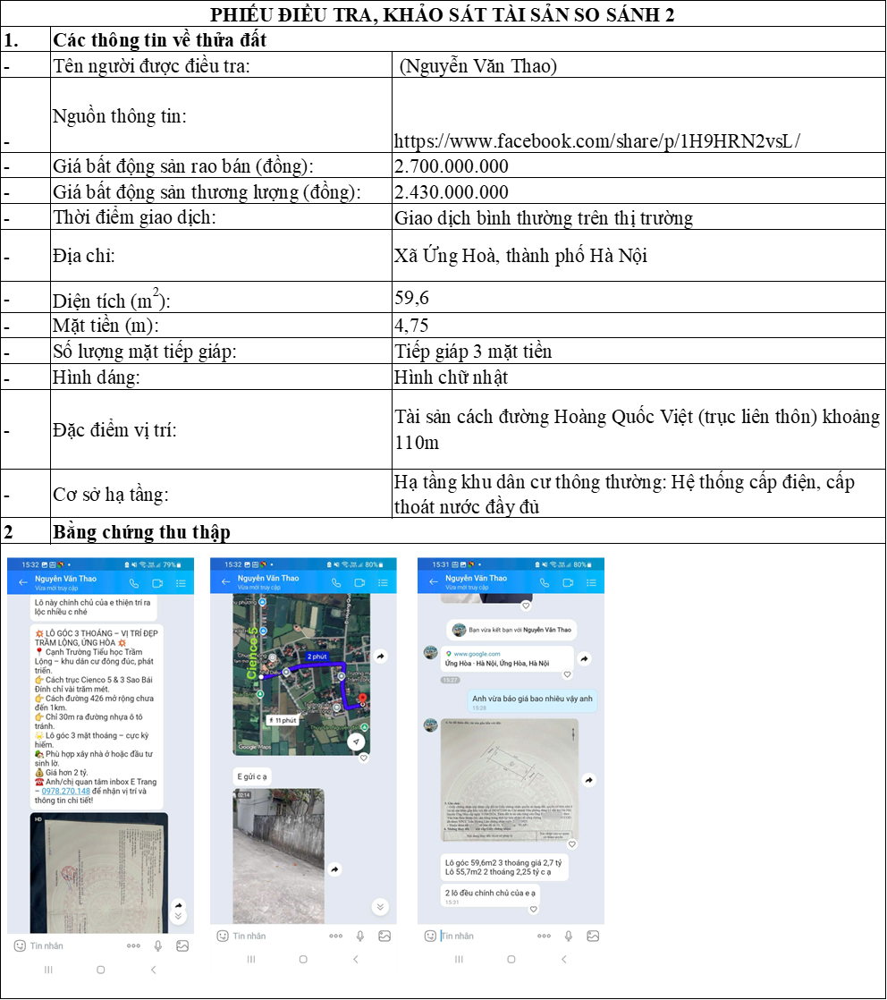 PHIẾU ĐIỀU TRA, KHẢO SÁT TÀI SẢN SO SÁNH 2
1. Các thông tin về thửa đất
- Tên người được điều tra: (Nguyễn Văn Thao)
- Nguồn thông tin: https://www.facebook.com/share/p/1H9HRN2vsL/
- Giá bất động sản rao bán (đồng): 2.700.000.000
- Giá bất động sản thương lượng (đồng): 2.430.000.000
- Thời điểm giao dịch: Giao dịch bình thường trên thị trường
- Địa chỉ: Xã Ứng Hoà, thành phố Hà Nội
- Diện tích (m2): 59,6
- Mặt tiền (m): 4,75
- Số lượng mặt tiếp giáp: Tiếp giáp 3 mặt tiền
- Hình dáng: Hình chữ nhật
- Đặc điểm vị trí: Tài sản cách đường Hoàng Quốc Việt (trục liên thôn) khoảng
110m
- Cơ sở hạ tầng: Hạ tầng khu dân cư thông thường: Hệ thống cấp điện, cấp
thoát nước đầy đủ
2 Bằng chứng thu thập
15:32 79%
Nguyễn Văn Thao
Vừa mới truy cập
Lô này chính chủ của e thiện trí ra
lộc nhiều c nhé
💥 LÔ GÓC 3 THOÁNG – VỊ TRÍ ĐẸP
TRẦM LỘNG, ỨNG HÒA 💥
📍 Cạnh Trường Tiểu học Trầm
Lộng – khu dân cư đông đúc, phát
triển.
👉 Cách trục Cienco 5 & 3 Sao Bái
Đính chỉ vài trăm mét.
👉 Cách đường 426 mở rộng chưa
đến 1km.
👉 Chỉ 30m ra đường nhựa ô tô
tránh.
🌟 Lô góc 3 mặt thoáng – cực kỳ
hiếm.
🏡 Phù hợp xây nhà ở hoặc đầu tư
sinh lời.
💰 Giá hơn 2 tỷ.
☎️ Anh/chị quan tâm inbox E Trang
– 0978.270.148 để nhận vị trí và
thông tin chi tiết!
HD
Tin nhắn
15:32 80%
Nguyễn Văn Thao
Vừa mới truy cập
Cienco 5
2 phút
11 phút
Google Maps
E gửi c ạ
02:14
Tin nhắn
15:31 80%
Nguyễn Văn Thao
Vừa mới truy cập
Bạn vừa kết bạn với Nguyễn Văn Thao
www.google.com
Ứng Hòa · Hà Nội, Ứng Hòa, Hà Nội
15:27
Anh vừa báo giá bao nhiêu vậy anh
15:28
Lô góc 59,6m2 3 thoáng giá 2,7 tỷ
Lô 55,7m2 2 thoáng 2,25 tỷ c ạ
2 lô đều chính chủ của e ạ
15:31
Tin nhắn